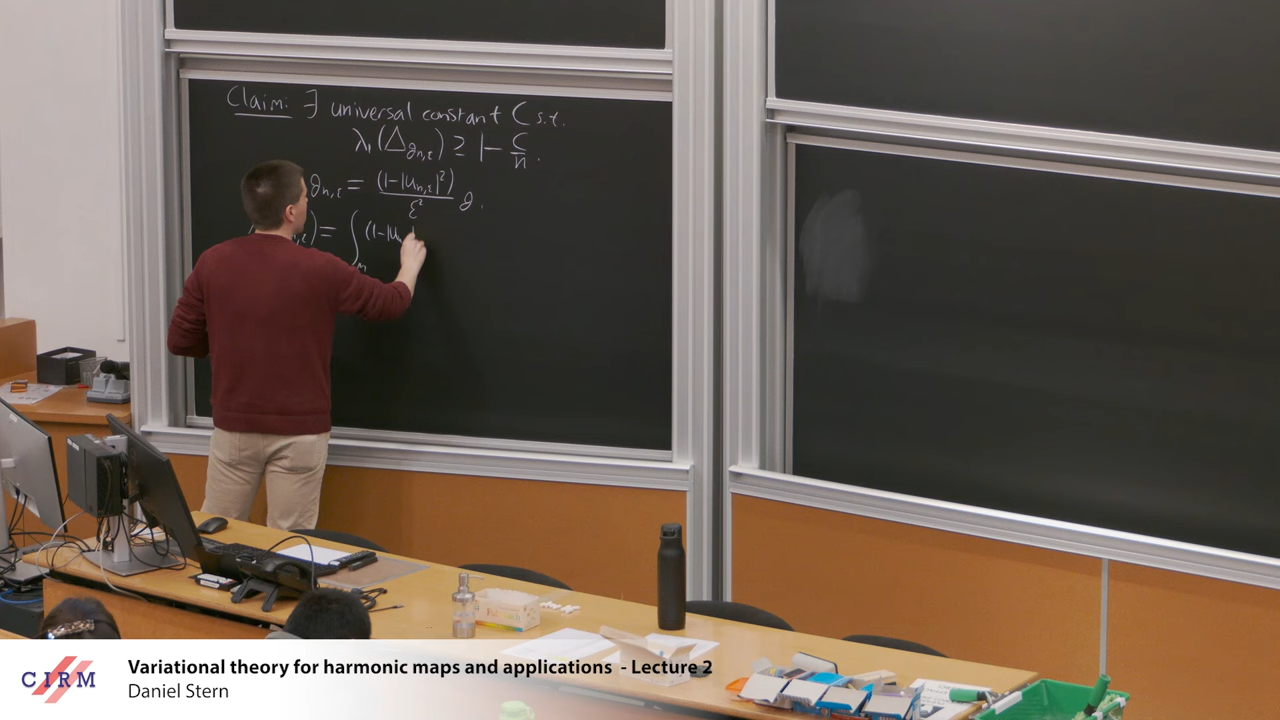 Claim: ∃ universal constant C s.t.
λ₁(Δ_{g_{n,ε}}) ≥ 1 - C/n.
g_{n,ε} = (1-|u_{n,ε}|²)/ε² g.
) = ∫_M (1-|u
CIRM
Variational theory for harmonic maps and applications - Lecture 2
Daniel Stern